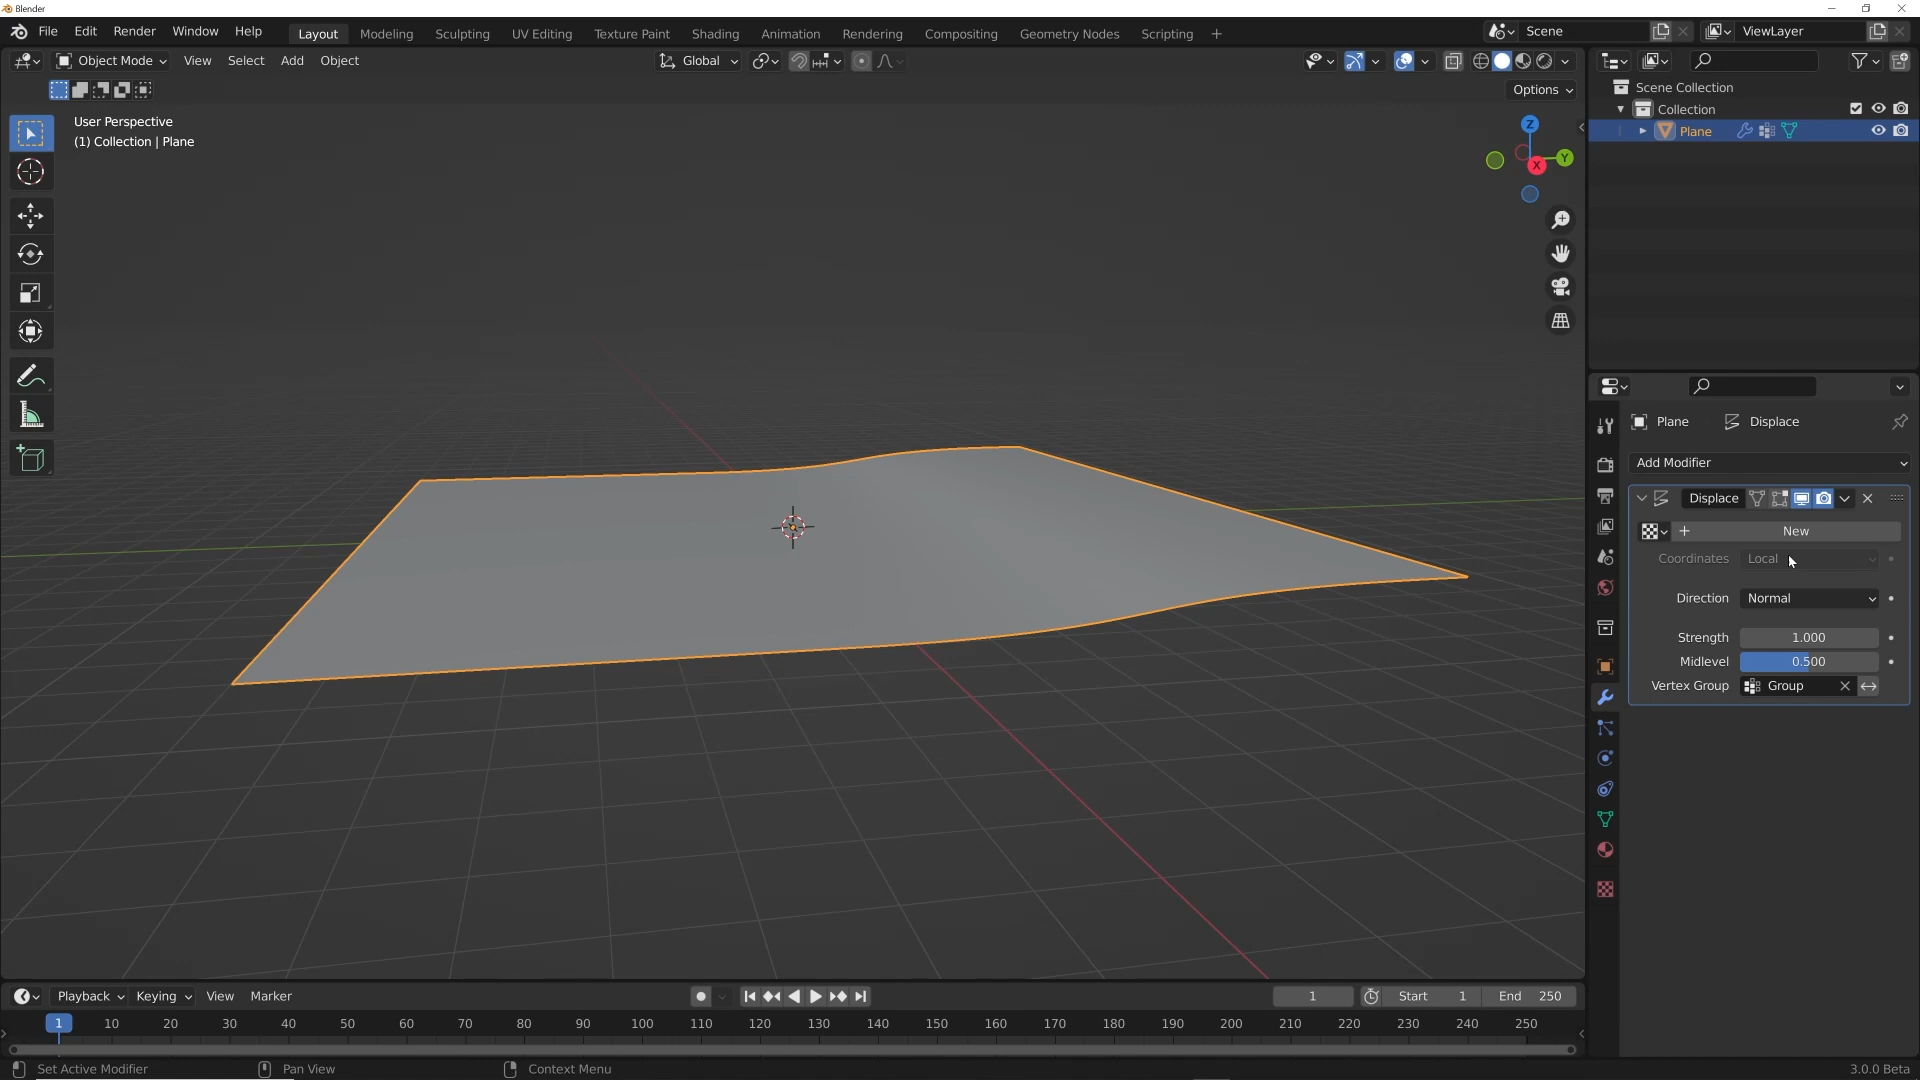 Blender
File Edit Render Window Help Layout Modeling Sculpting UV Editing Texture Paint Shading Animation Rendering Compositing Geometry Nodes Scripting + Scene ViewLayer
Object Mode View Select Add Object Global
Options
User Perspective
(1) Collection | Plane
Z
Y
X
Scene Collection
Collection
Plane
Plane Displace
Add Modifier
Displace
+ New
Coordinates Local
Direction Normal
Strength 1.000
Midlevel 0.500
Vertex Group Group
Playback Keying View Marker 1 Start 1 End 250
1 10 20 30 40 50 60 70 80 90 100 110 120 130 140 150 160 170 180 190 200 210 220 230 240 250
Set Active Modifier Pan View Context Menu 3.0.0 Beta